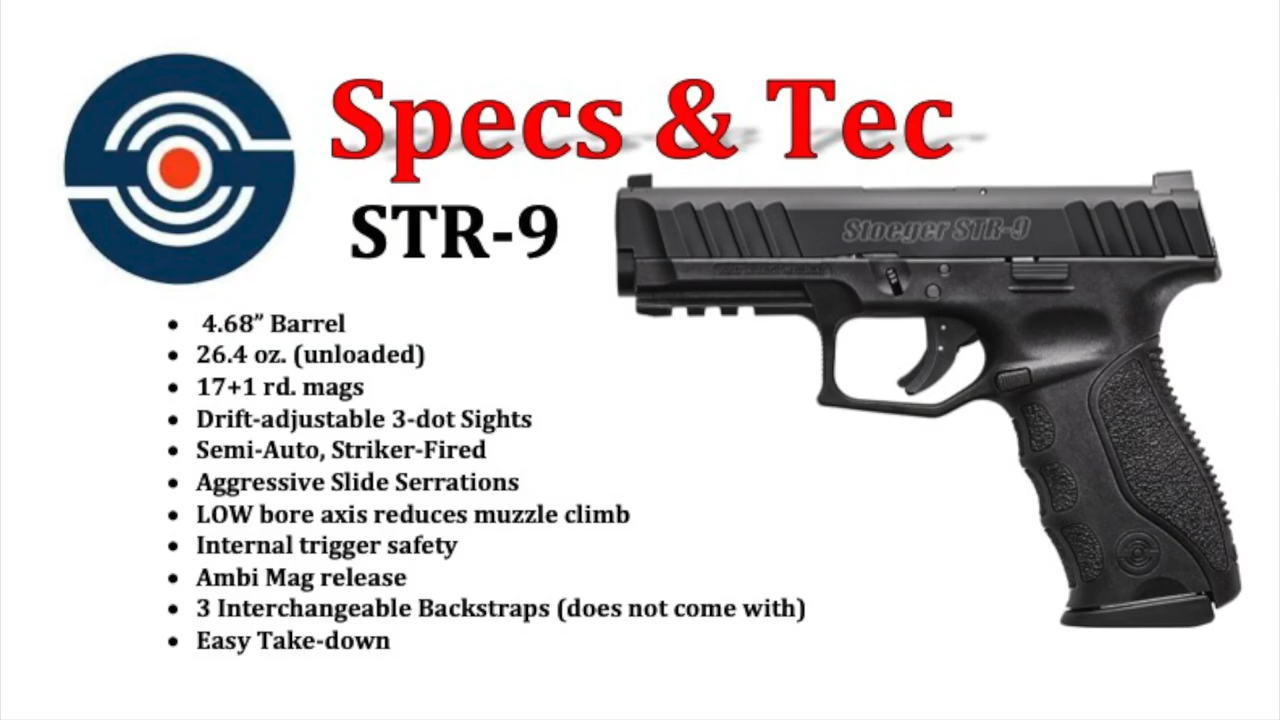 Specs & Tec
STR-9
Stoeger STR-9
• 4.68” Barrel
• 26.4 oz. (unloaded)
• 17+1 rd. mags
• Drift-adjustable 3-dot Sights
• Semi-Auto, Striker-Fired
• Aggressive Slide Serrations
• LOW bore axis reduces muzzle climb
• Internal trigger safety
• Ambi Mag release
• 3 Interchangeable Backstraps (does not come with)
• Easy Take-down